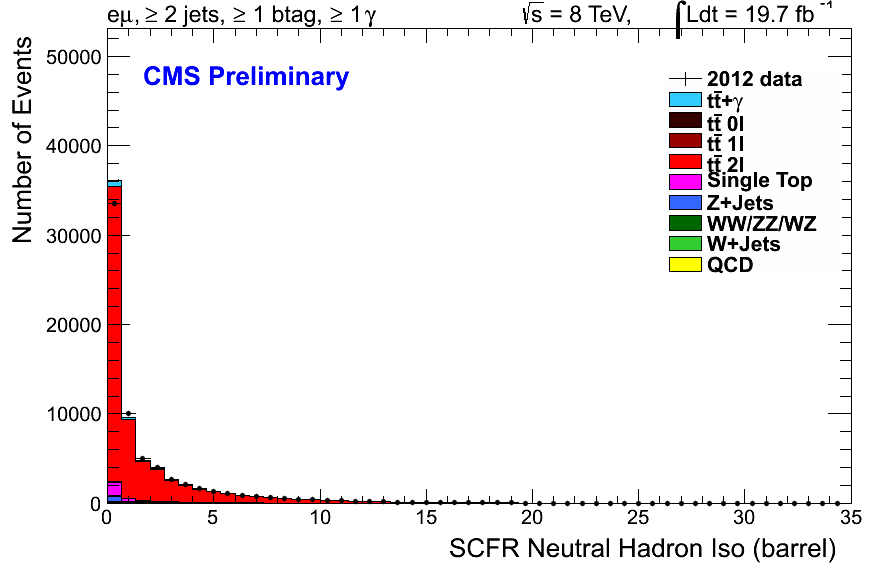 eμ, ≥ 2 jets, ≥ 1 btag, ≥ 1 γ
√s = 8 TeV, ∫Ldt = 19.7 fb⁻¹
CMS Preliminary
2012 data
tt̄+γ
tt̄ 0l
tt̄ 1l
tt̄ 2l
Single Top
Z+Jets
WW/ZZ/WZ
W+Jets
QCD
Number of Events
50000
40000
30000
20000
10000
0
0 5 10 15 20 25 30 35
SCFR Neutral Hadron Iso (barrel)